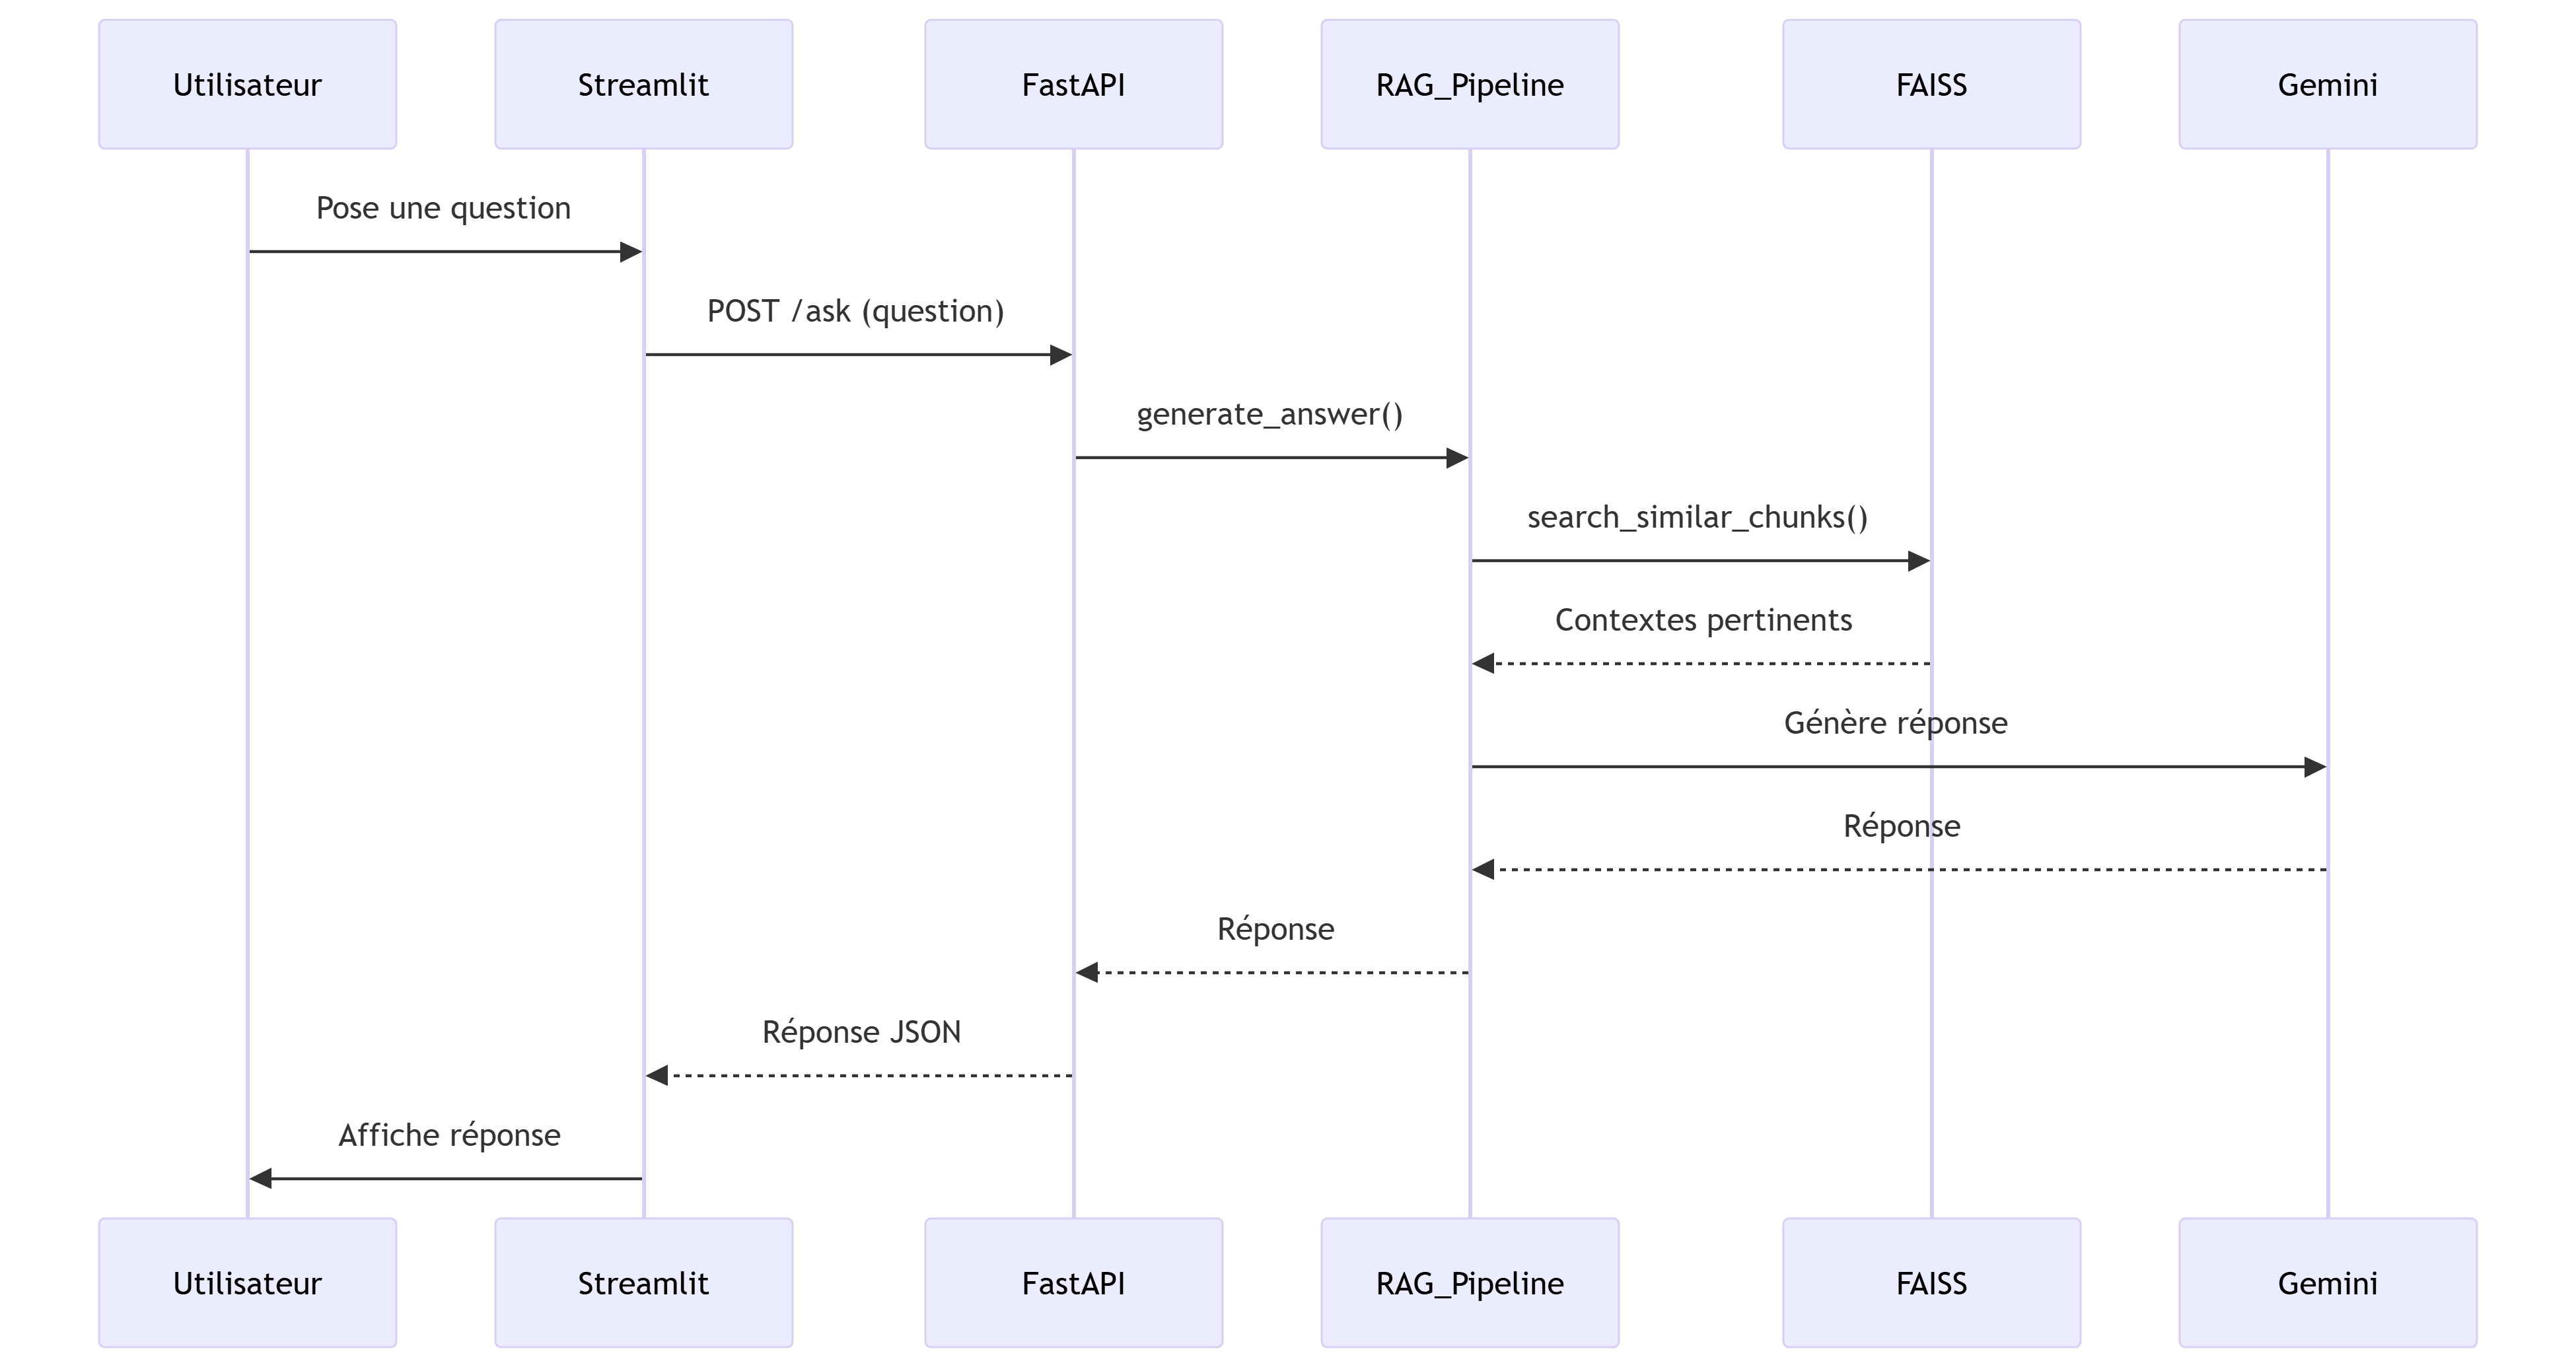 Utilisateur
Streamlit
FastAPI
RAG_Pipeline
FAISS
Gemini
Pose une question
POST /ask (question)
generate_answer()
search_similar_chunks()
Contextes pertinents
Génère réponse
Réponse
Réponse
Réponse JSON
Affiche réponse
Utilisateur
Streamlit
FastAPI
RAG_Pipeline
FAISS
Gemini